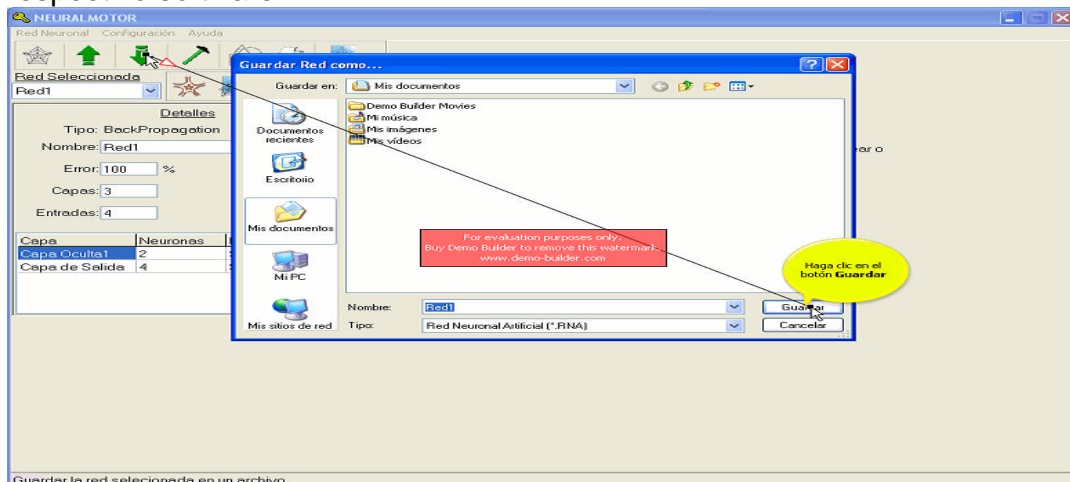 NEURALMOTOR
Red Neuronal Configuración Ayuda
Red Seleccionada
Red1
Detalles
Tipo: BackPropagation
Nombre: Red1
Error: 100 %
Capas: 3
Entradas: 4
Capa Neuronas
Capa Oculta1 2
Capa de Salida 4
Guardar Red como...
Guardar en: Mis documentos
Documentos recientes
Escritorio
Mis documentos
Mi PC
Mis sitios de red
Demo Builder Movies
Mi música
Mis imágenes
Mis vídeos
For evaluation purposes only.
Buy Demo Builder to remove this watermark.
www.demo-builder.com
Nombre: Red1
Tipo: Red Neuronal Artificial (*.RNA)
Guardar
Cancelar
Haga clic en el
botón Guardar
ear o
Guardar la red selecionada en un archivo